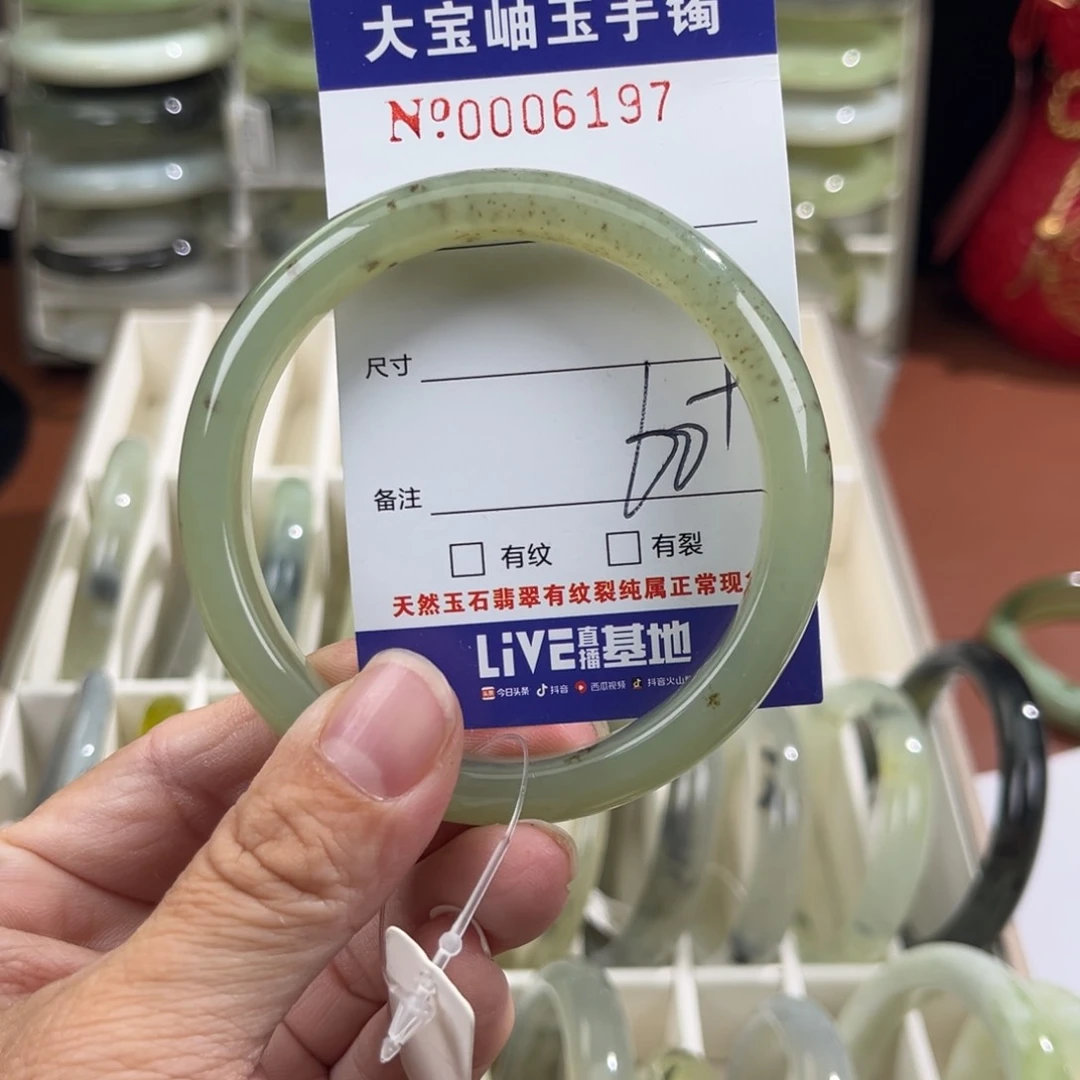 大宝岫玉手镯
Nº0006197
尺寸
备注
□ 有纹 □ 有裂
天然玉石翡翠有纹裂纯属正常现
LiVE直播基地
今日头条 抖音 西瓜视频 抖音火山